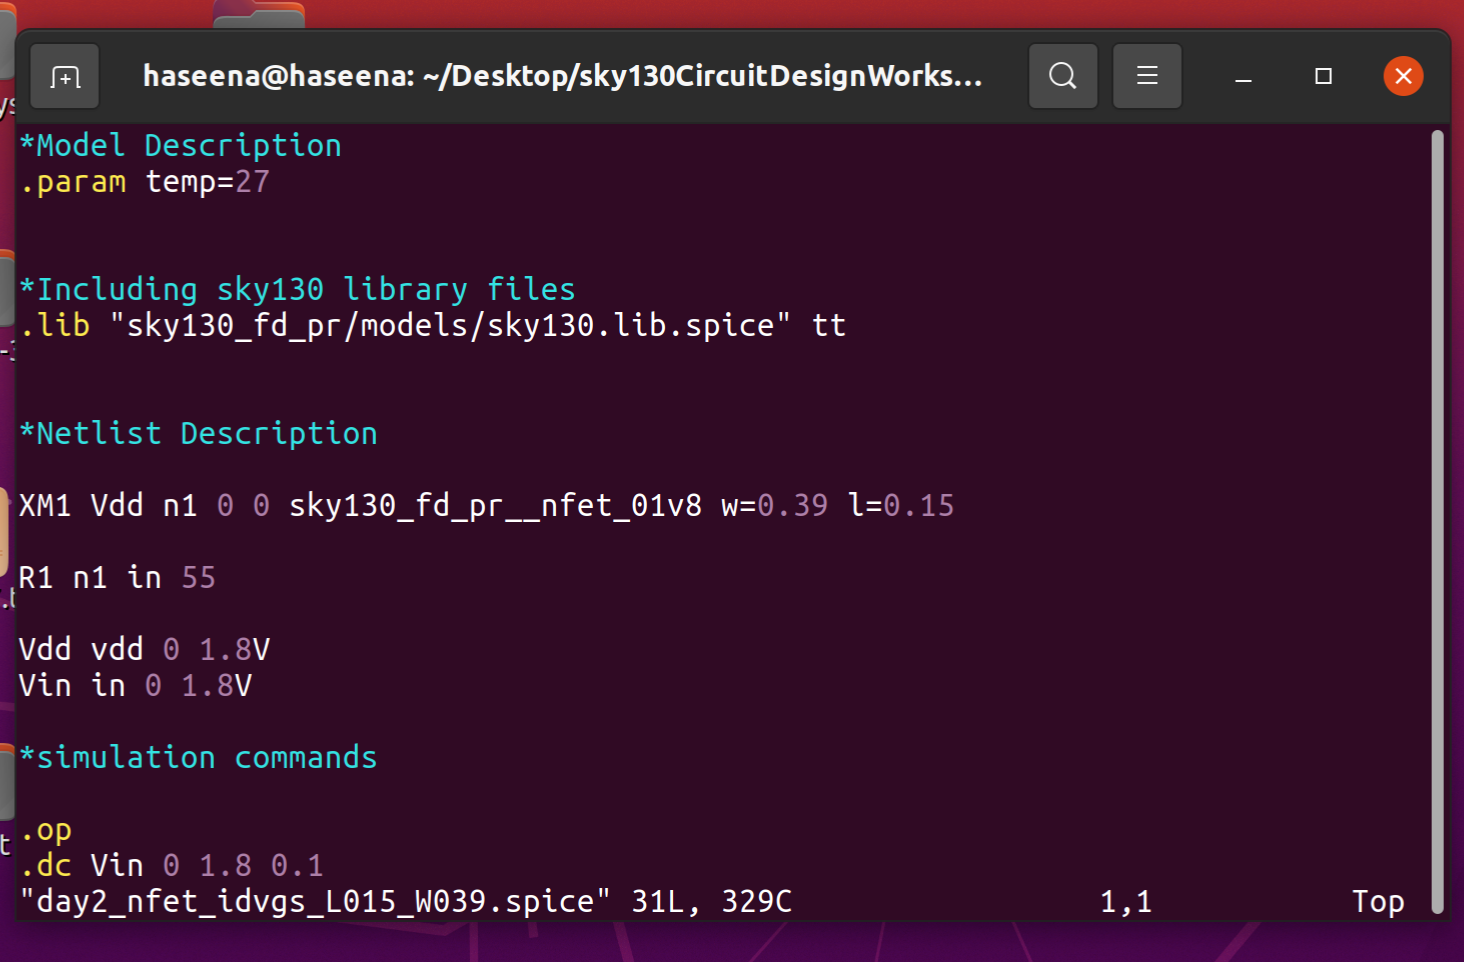 haseena@haseena: ~/Desktop/sky130CircuitDesignWorks...
*Model Description
.param temp=27
*Including sky130 library files
.lib "sky130_fd_pr/models/sky130.lib.spice" tt
*Netlist Description
XM1 Vdd n1 0 0 sky130_fd_pr__nfet_01v8 w=0.39 l=0.15
R1 n1 in 55
Vdd vdd 0 1.8V
Vin in 0 1.8V
*simulation commands
.op
.dc Vin 0 1.8 0.1
"day2_nfet_idvgs_L015_W039.spice" 31L, 329C 1,1 Top